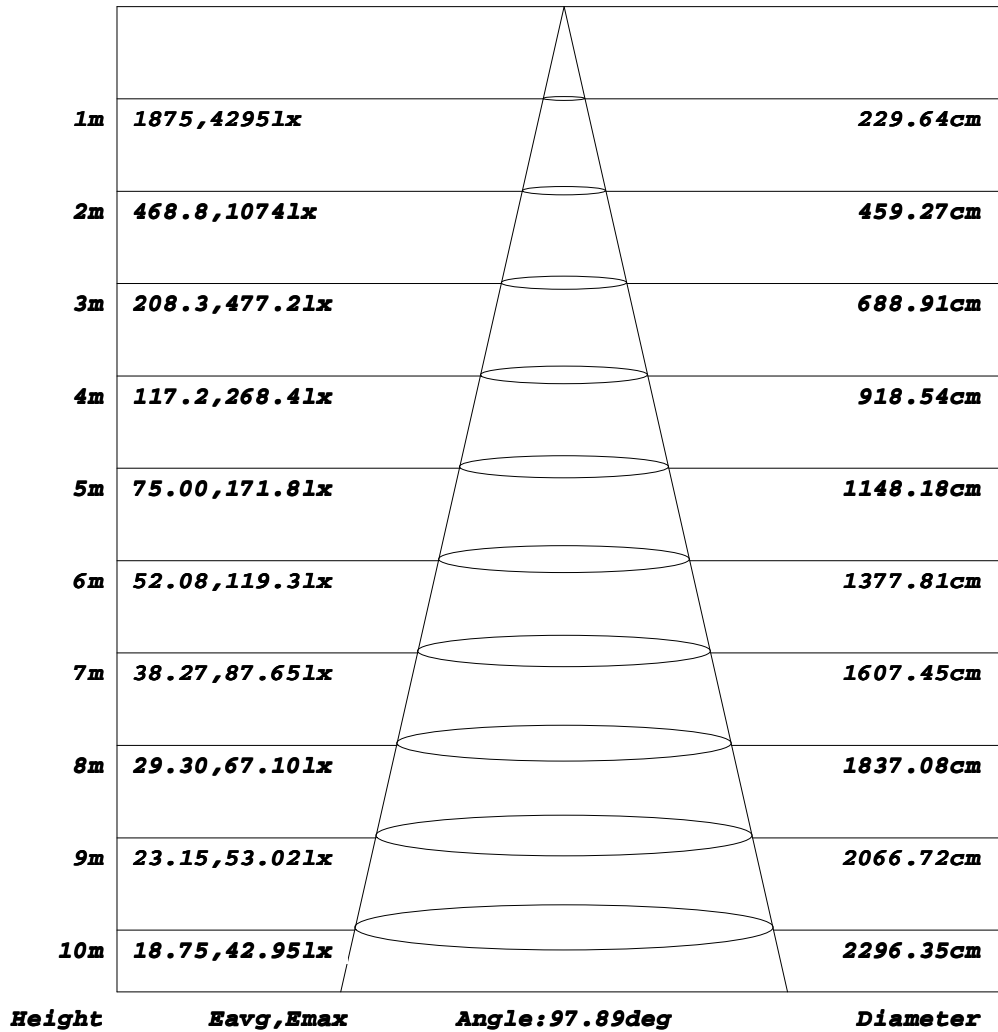 1m 1875,4295lx 229.64cm
2m 468.8,1074lx 459.27cm
3m 208.3,477.2lx 688.91cm
4m 117.2,268.4lx 918.54cm
5m 75.00,171.8lx 1148.18cm
6m 52.08,119.3lx 1377.81cm
7m 38.27,87.65lx 1607.45cm
8m 29.30,67.10lx 1837.08cm
9m 23.15,53.02lx 2066.72cm
10m 18.75,42.95lx 2296.35cm
Height Eavg,Emax Angle:97.89deg Diameter